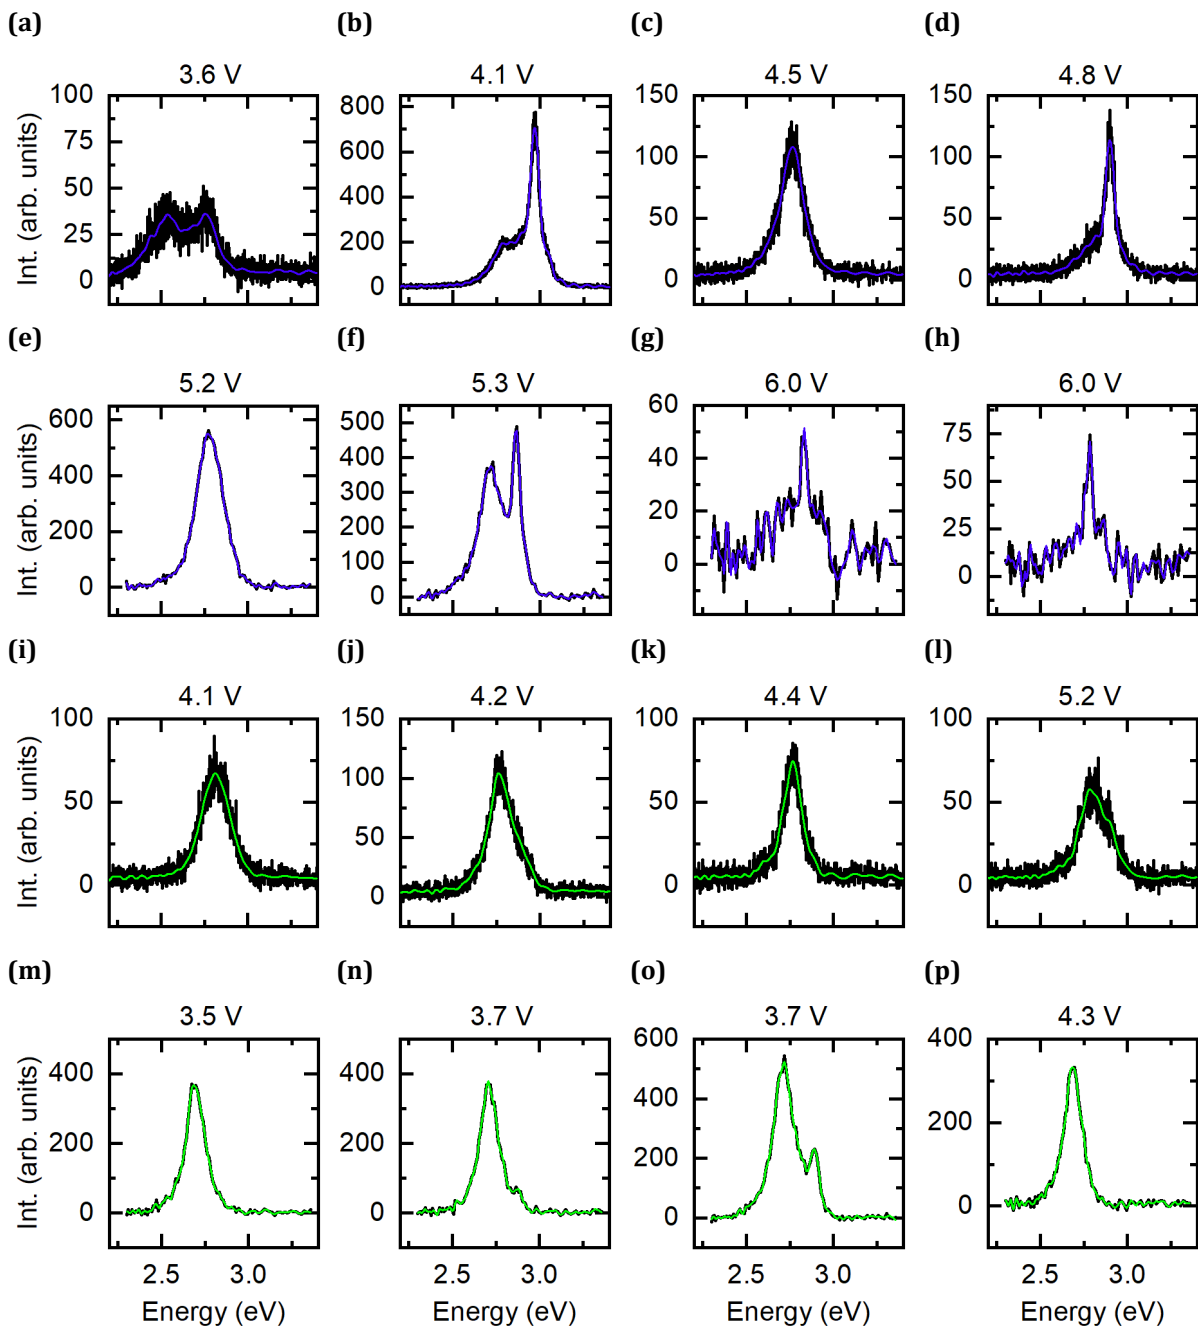 (a) (b) (c) (d)
3.6 V 4.1 V 4.5 V 4.8 V
Int. (arb. units)
100 75 50 25 0
800 600 400 200 0
150 100 50 0
150 100 50 0
(e) (f) (g) (h)
5.2 V 5.3 V 6.0 V 6.0 V
Int. (arb. units)
600 400 200 0
500 400 300 200 100 0
60 40 20 0
75 50 25 0
(i) (j) (k) (l)
4.1 V 4.2 V 4.4 V 5.2 V
Int. (arb. units)
100 50 0
150 100 50 0
100 50 0
100 50 0
(m) (n) (o) (p)
3.5 V 3.7 V 3.7 V 4.3 V
Int. (arb. units)
400 200 0
400 200 0
600 400 200 0
400 200 0
2.5 3.0 2.5 3.0 2.5 3.0 2.5 3.0
Energy (eV) Energy (eV) Energy (eV) Energy (eV)